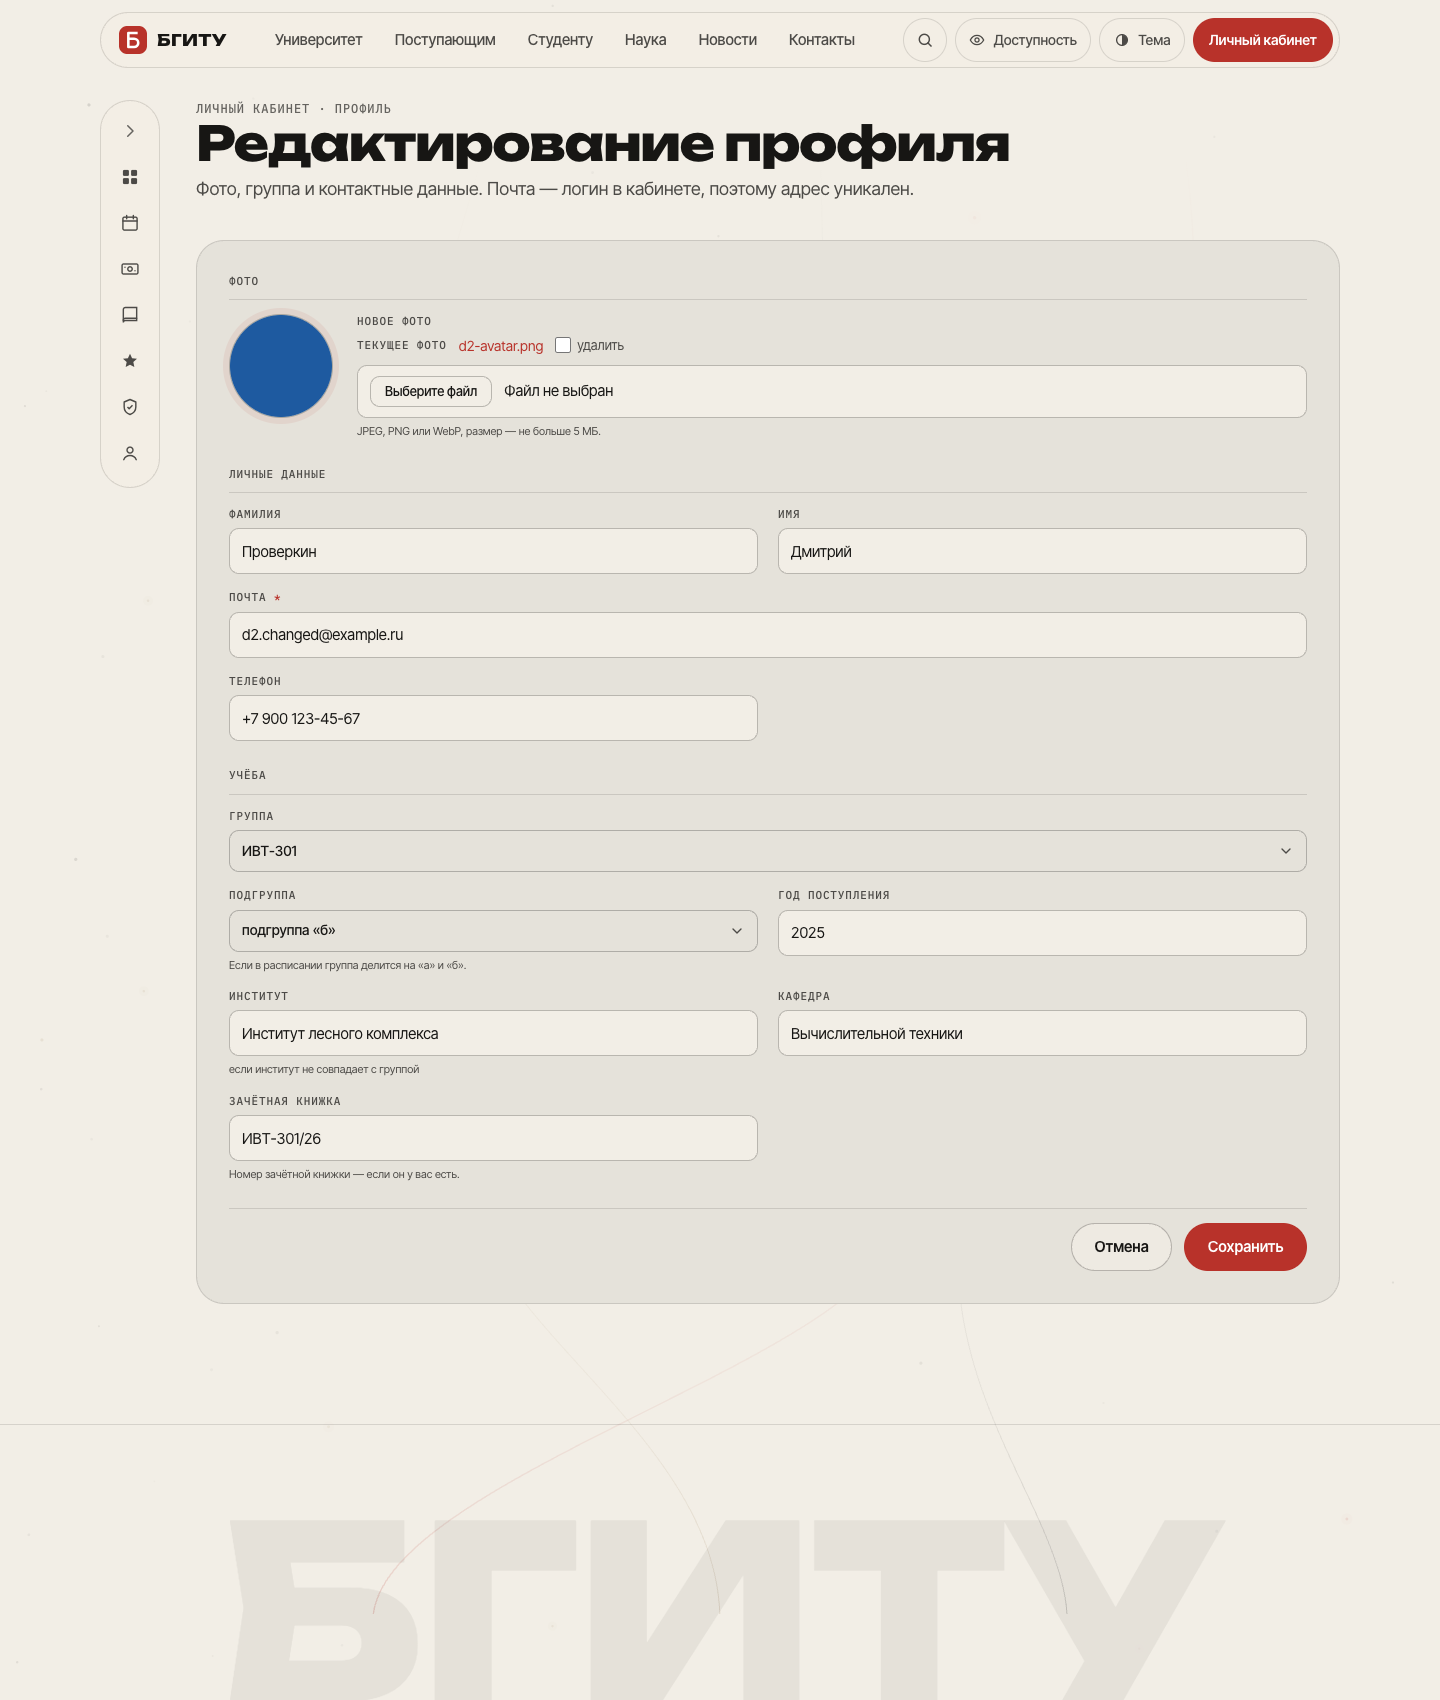 БГИТУ
Университет
Поступающим
Студенту
Наука
Новости
Контакты
Доступность
Тема
Личный кабинет
ЛИЧНЫЙ КАБИНЕТ · ПРОФИЛЬ
Редактирование профиля
Фото, группа и контактные данные. Почта — логин в кабинете, поэтому адрес уникален.
ФОТО
НОВОЕ ФОТО
ТЕКУЩЕЕ ФОТО d2-avatar.png удалить
Выберите файл Файл не выбран
JPEG, PNG или WebP, размер — не больше 5 МБ.
ЛИЧНЫЕ ДАННЫЕ
ФАМИЛИЯ
Проверкин
ИМЯ
Дмитрий
ПОЧТА *
d2.changed@example.ru
ТЕЛЕФОН
+7 900 123-45-67
УЧЁБА
ГРУППА
ИВТ-301
ПОДГРУППА
подгруппа «б»
Если в расписании группа делится на «а» и «б».
ГОД ПОСТУПЛЕНИЯ
2025
ИНСТИТУТ
Институт лесного комплекса
если институт не совпадает с группой
КАФЕДРА
Вычислительной техники
ЗАЧЁТНАЯ КНИЖКА
ИВТ-301/26
Номер зачётной книжки — если он у вас есть.
Отмена
Сохранить
БГИТУ